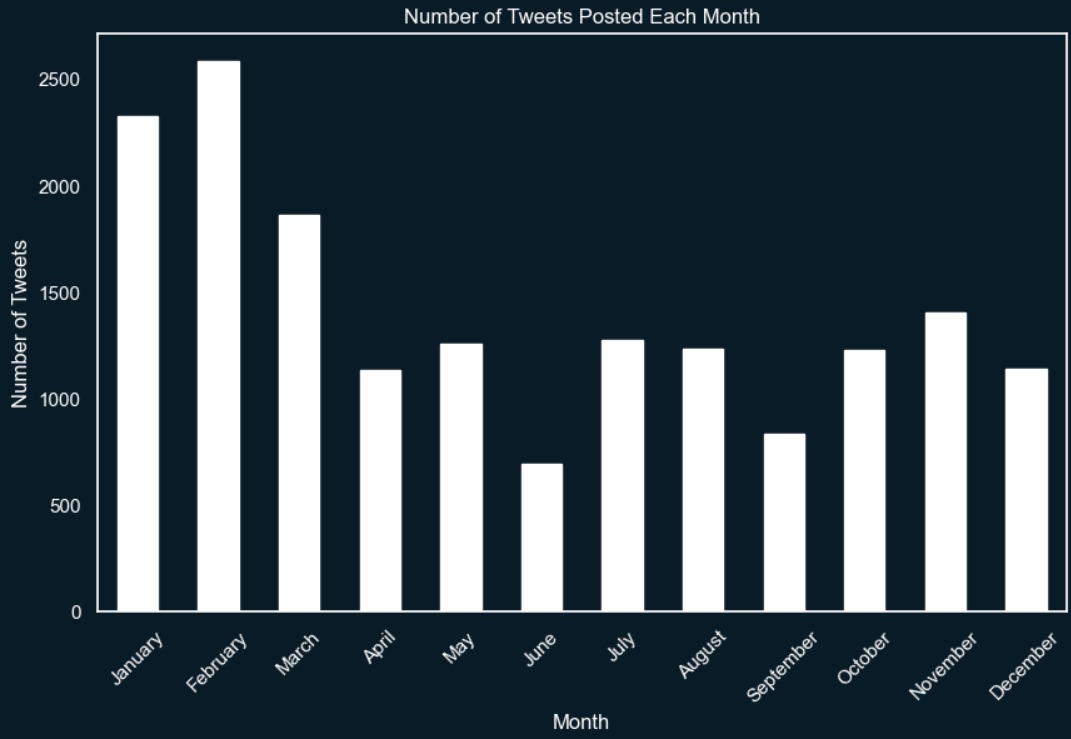 Number of Tweets Posted Each Month
Number of Tweets
2500
2000
1500
1000
500
0
January
February
March
April
May
June
July
August
September
October
November
December
Month